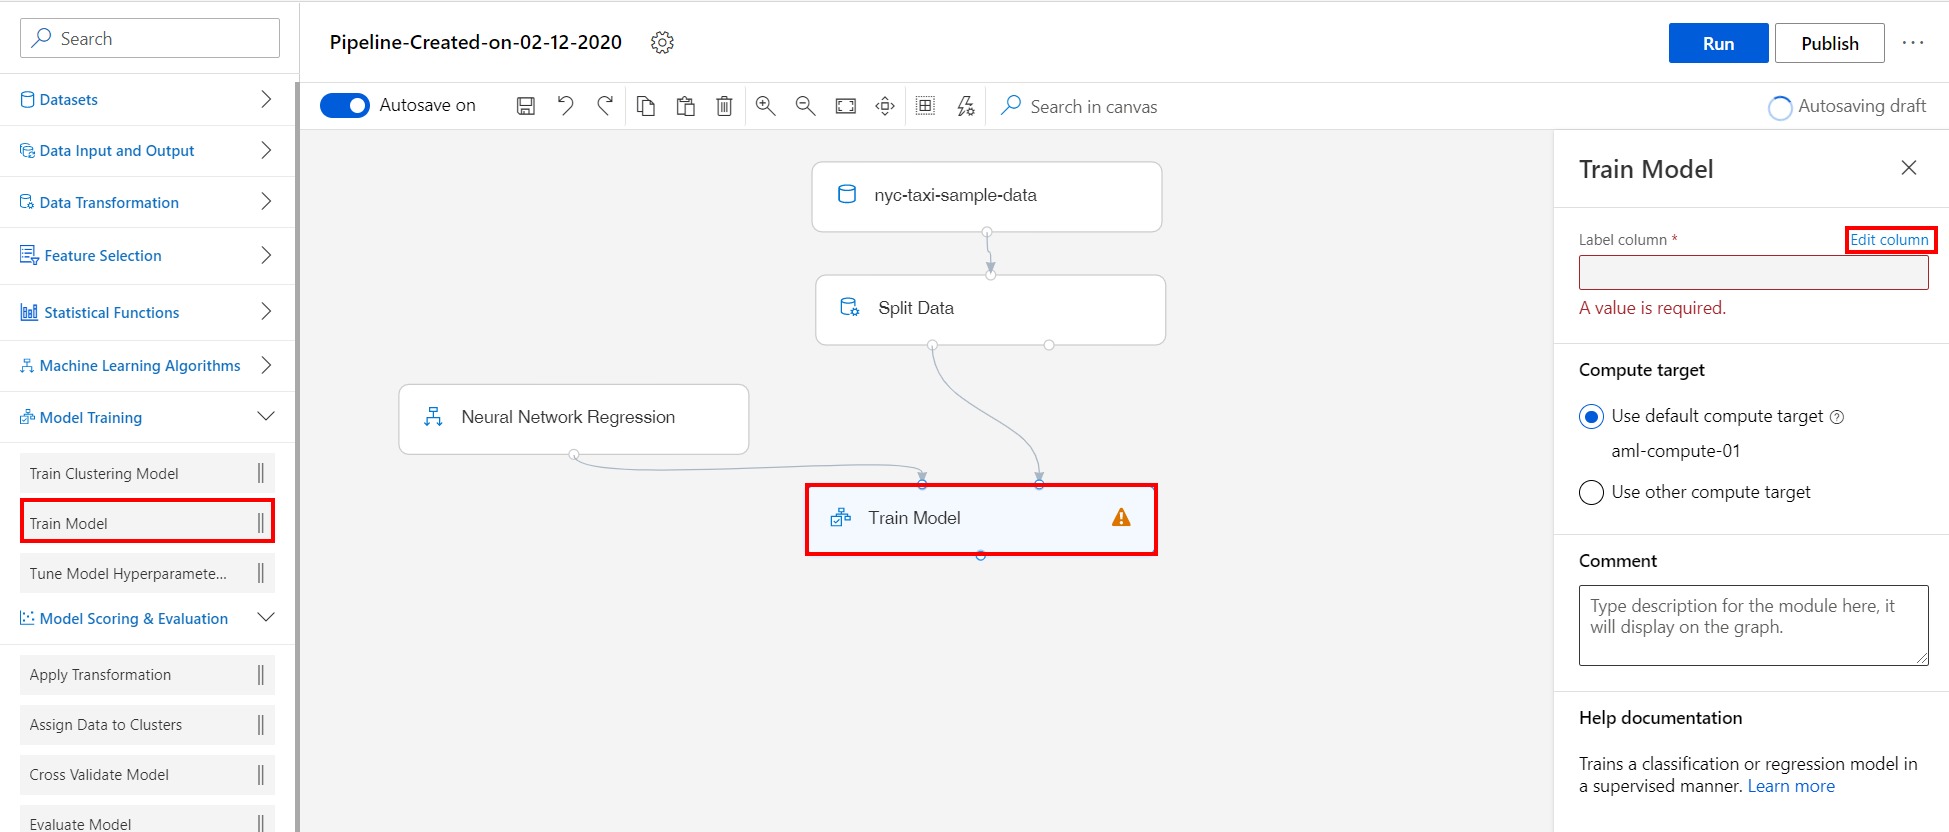 Search
Datasets
Data Input and Output
Data Transformation
Feature Selection
Statistical Functions
Machine Learning Algorithms
Model Training
Train Clustering Model
Train Model
Tune Model Hyperparamete...
Model Scoring & Evaluation
Apply Transformation
Assign Data to Clusters
Cross Validate Model
Evaluate Model
Pipeline-Created-on-02-12-2020
Run
Publish
Autosave on
Search in canvas
Autosaving draft
nyc-taxi-sample-data
Split Data
Neural Network Regression
Train Model
Train Model
Label column *
Edit column
A value is required.
Compute target
Use default compute target
aml-compute-01
Use other compute target
Comment
Type description for the module here, it
will display on the graph.
Help documentation
Trains a classification or regression model in
a supervised manner. Learn more